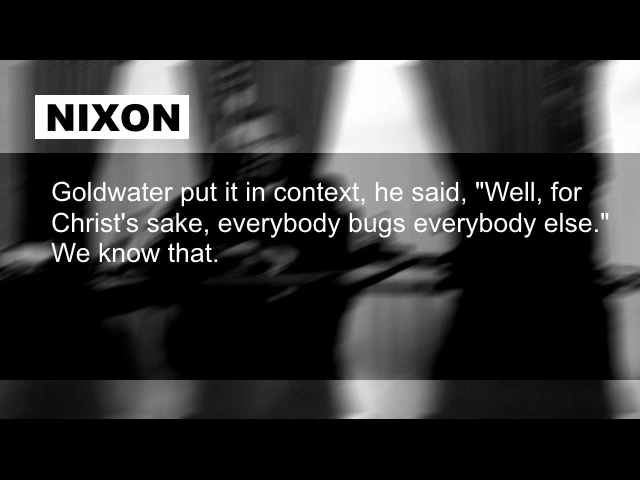 NIXON
Goldwater put it in context, he said, "Well, for
Christ's sake, everybody bugs everybody else."
We know that.